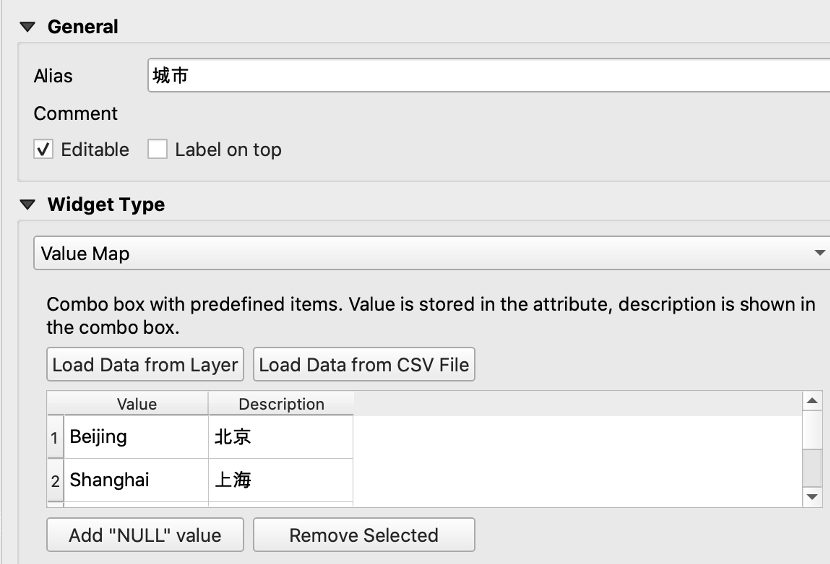 General
Alias 城市
Comment
Editable Label on top
Widget Type
Value Map
Combo box with predefined items. Value is stored in the attribute, description is shown in
the combo box.
Load Data from Layer Load Data from CSV File
Value Description
1 Beijing 北京
2 Shanghai 上海
Add "NULL" value Remove Selected